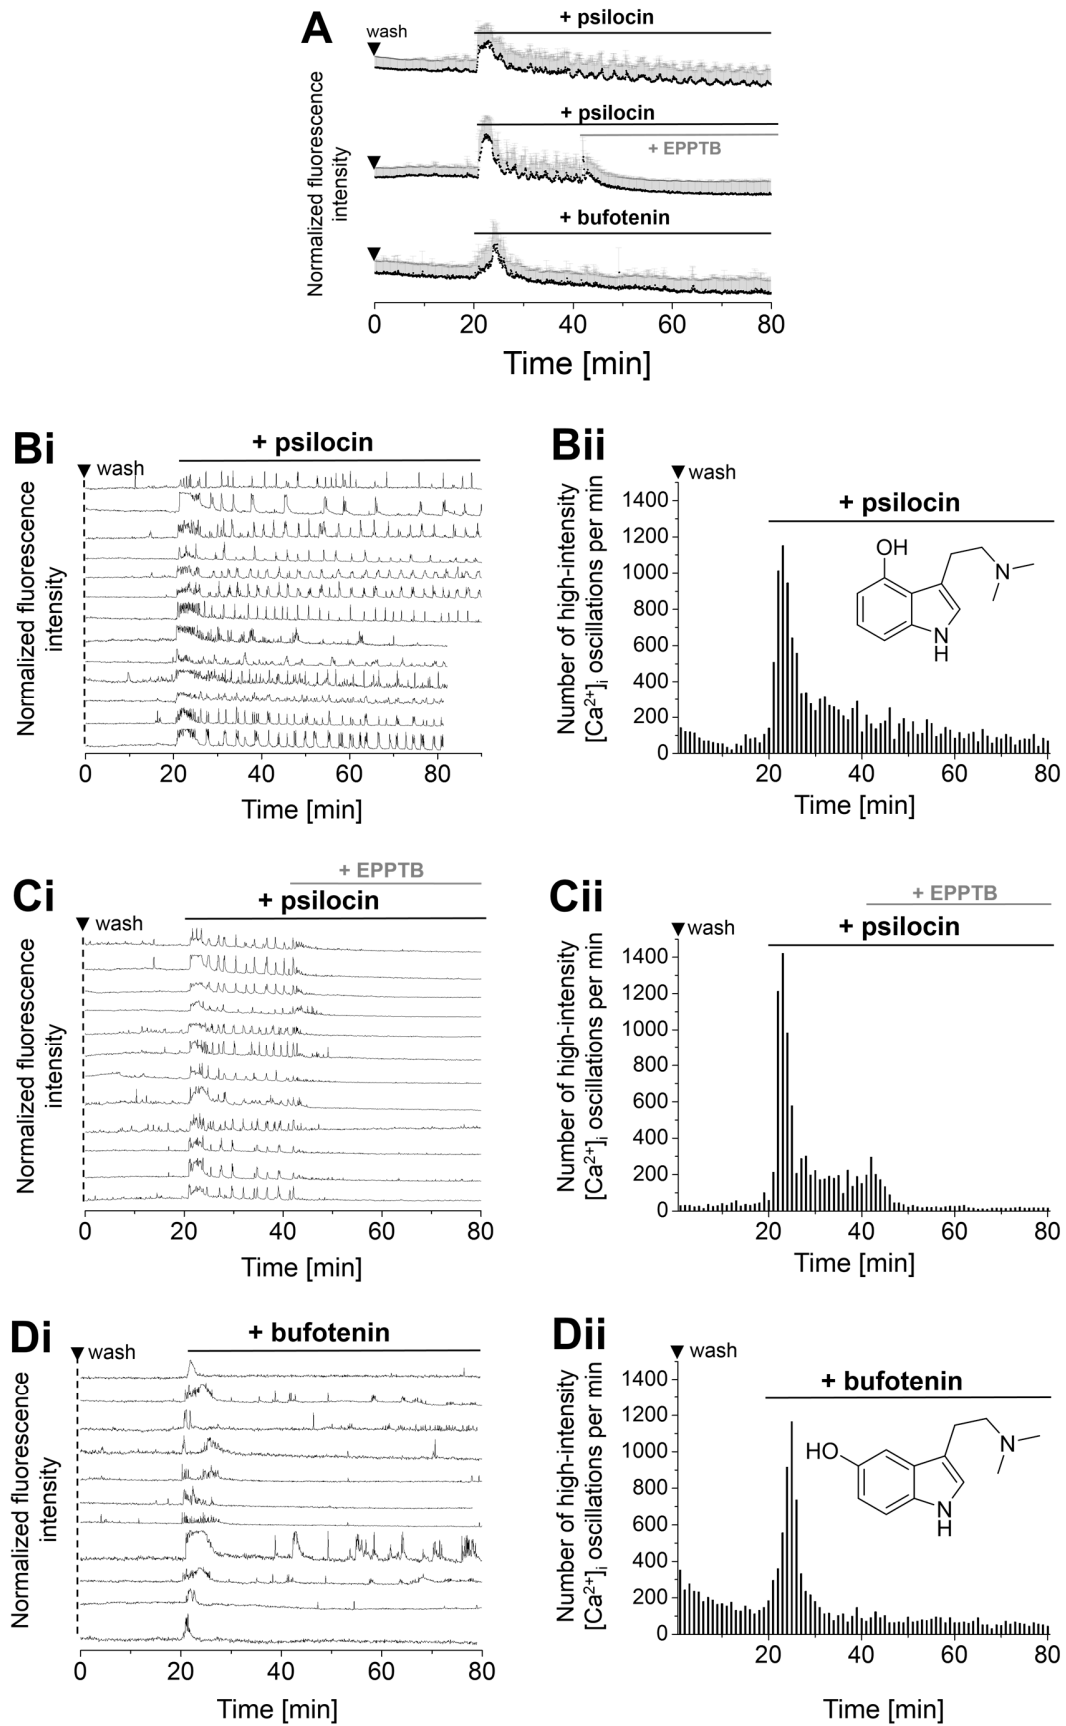 A
wash
+ psilocin
+ psilocin
+ EPPTB
+ bufotenin
Normalized fluorescence
intensity
0 20 40 60 80
Time [min]
Bi
+ psilocin
wash
Normalized fluorescence
intensity
0 20 40 60 80
Time [min]
Bii
wash
+ psilocin
Number of high-intensity
[Ca²⁺]ᵢ oscillations per min
1400
1200
1000
800
600
400
200
0
OH
N
N
H
20 40 60 80
Time [min]
Ci
+ EPPTB
+ psilocin
wash
Normalized fluorescence
intensity
0 20 40 60 80
Time [min]
Cii
+ EPPTB
wash
+ psilocin
Number of high-intensity
[Ca²⁺]ᵢ oscillations per min
1400
1200
1000
800
600
400
200
0
20 40 60 80
Time [min]
Di
+ bufotenin
wash
Normalized fluorescence
intensity
0 20 40 60 80
Time [min]
Dii
wash
+ bufotenin
Number of high-intensity
[Ca²⁺]ᵢ oscillations per min
1400
1200
1000
800
600
400
200
0
HO
N
N
H
20 40 60 80
Time [min]